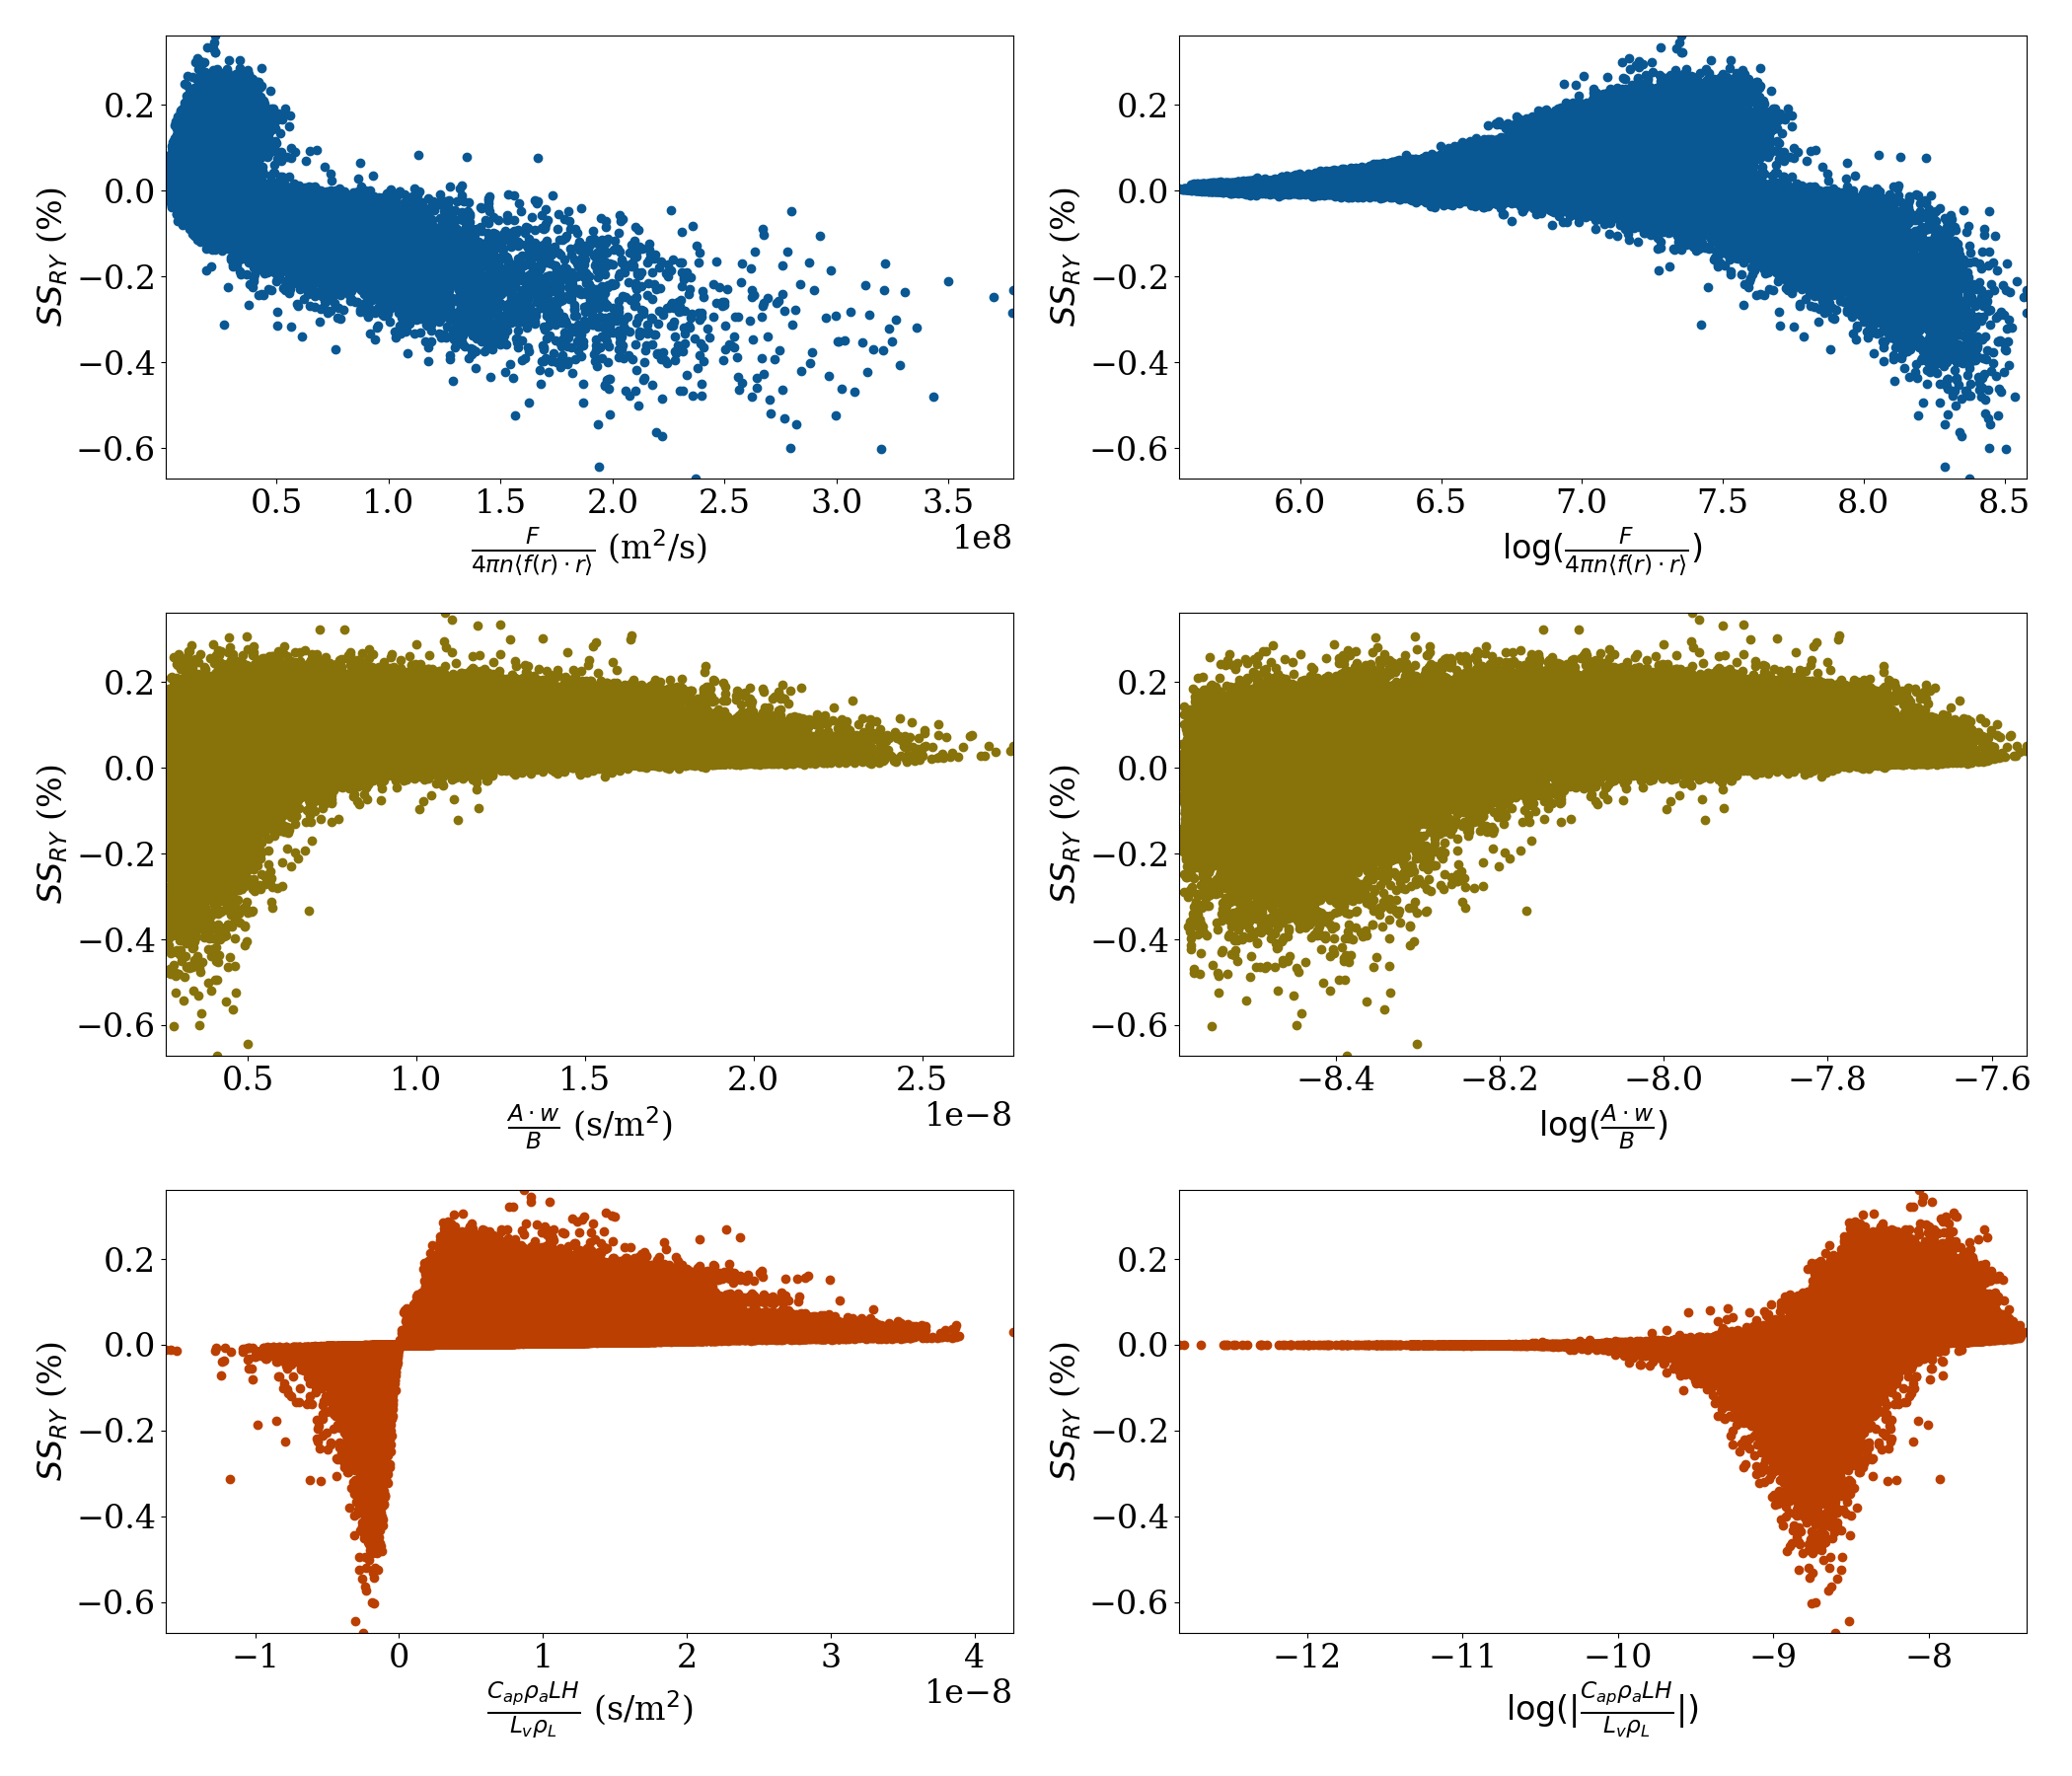 0.2
0.0
−0.2
−0.4
−0.6
SS_RY (%)
0.5 1.0 1.5 2.0 2.5 3.0 3.5
1e8
F / 4πn⟨f(r) · r⟩ (m²/s)
0.2
0.0
−0.2
−0.4
−0.6
SS_RY (%)
6.0 6.5 7.0 7.5 8.0 8.5
log(F / 4πn⟨f(r) · r⟩)
0.2
0.0
−0.2
−0.4
−0.6
SS_RY (%)
0.5 1.0 1.5 2.0 2.5
1e−8
A · w / B (s/m²)
0.2
0.0
−0.2
−0.4
−0.6
SS_RY (%)
−8.4 −8.2 −8.0 −7.8 −7.6
log(A · w / B)
0.2
0.0
−0.2
−0.4
−0.6
SS_RY (%)
−1 0 1 2 3 4
1e−8
C_ap ρ_a LH / L_v ρ_L (s/m²)
0.2
0.0
−0.2
−0.4
−0.6
SS_RY (%)
−12 −11 −10 −9 −8
log(|C_ap ρ_a LH / L_v ρ_L|)